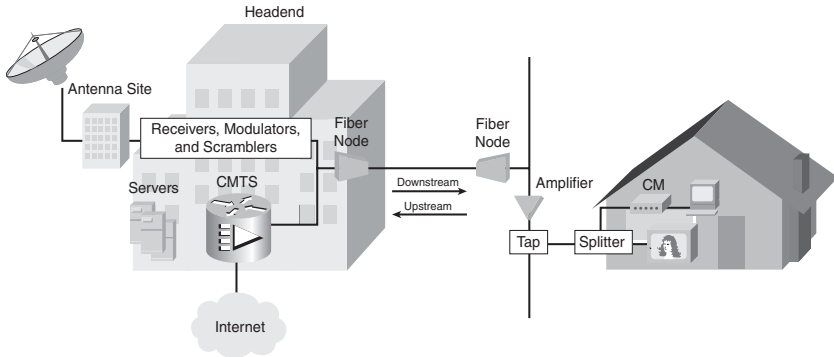 Headend
Antenna Site
Receivers, Modulators,
and Scramblers
Fiber
Node
Fiber
Node
Servers
CMTS
Downstream
Upstream
Amplifier
CM
Tap
Splitter
Internet